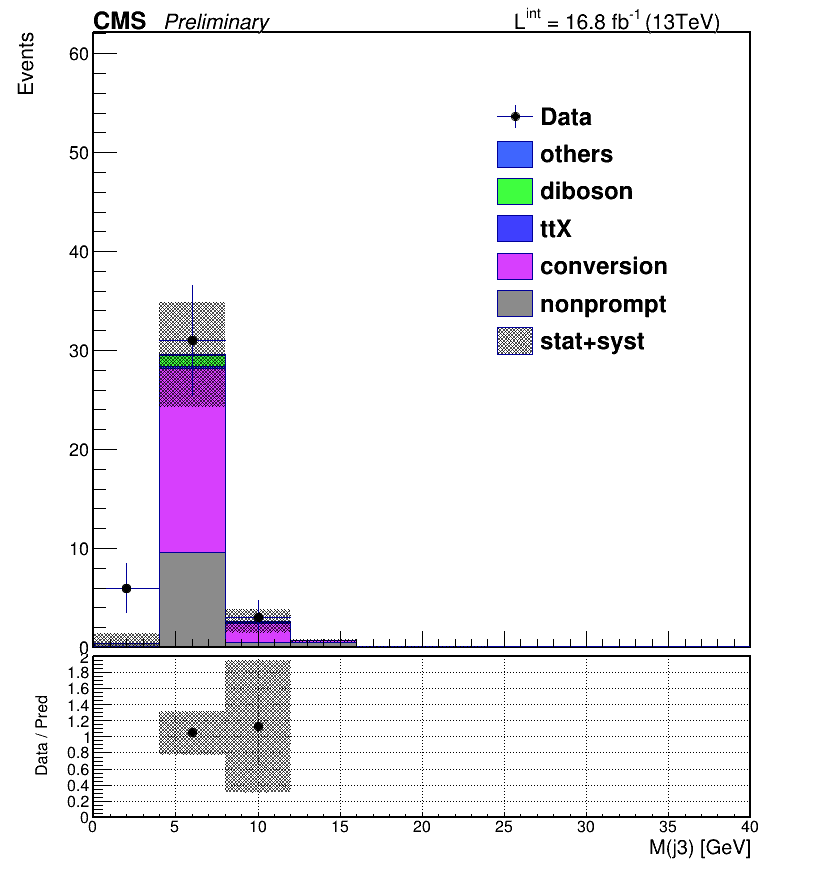 CMS Preliminary L^int = 16.8 fb^-1 (13TeV)
Events
60
50
40
30
20
10
0
Data
others
diboson
ttX
conversion
nonprompt
stat+syst
Data / Pred
2
1.8
1.6
1.4
1.2
1
0.8
0.6
0.4
0.2
0
0 5 10 15 20 25 30 35 40
M(j3) [GeV]